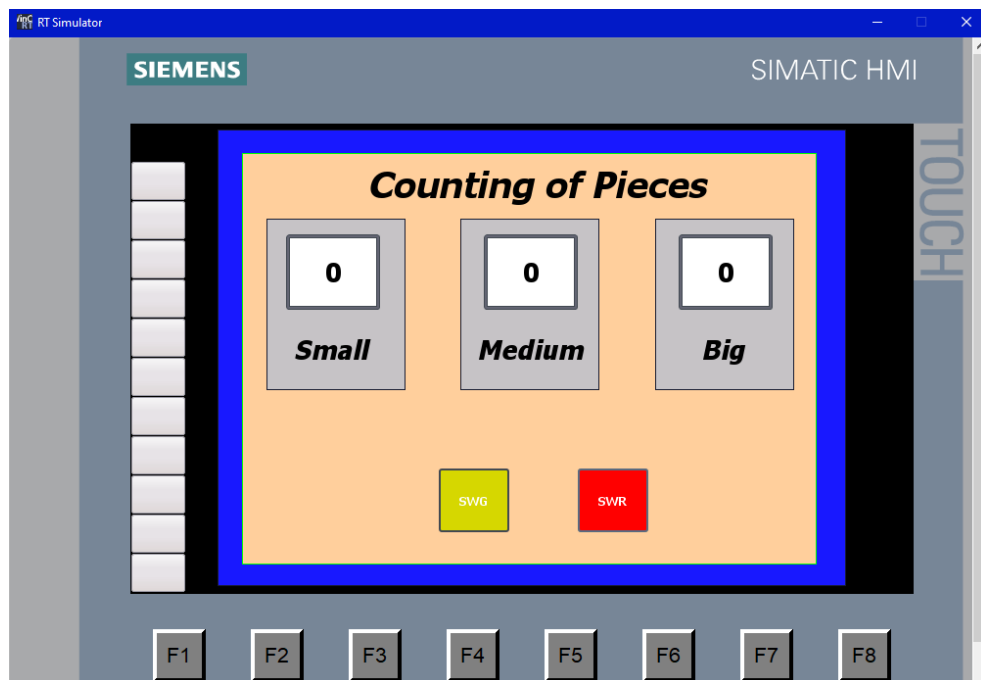 RT Simulator
SIEMENS
SIMATIC HMI
TOUCH
Counting of Pieces
0 0 0
Small Medium Big
SWG SWR
F1 F2 F3 F4 F5 F6 F7 F8